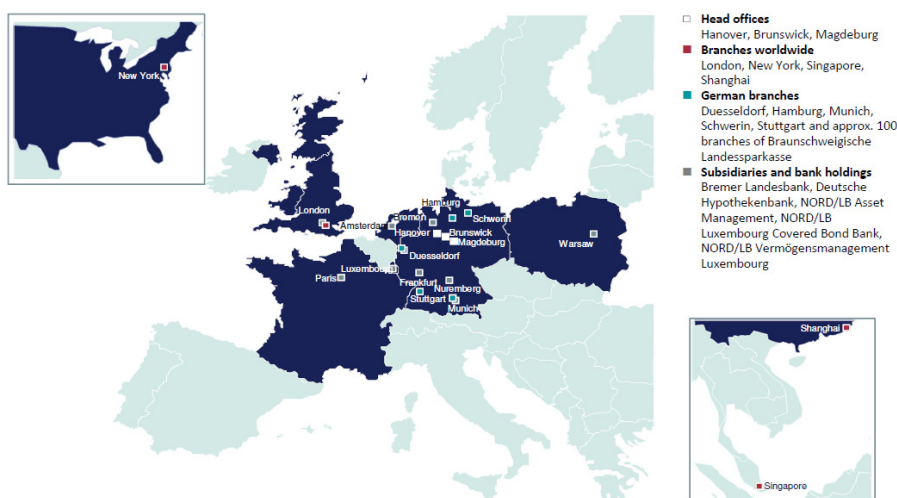 New York
London
Amsterdam
Paris
Luxembourg
Hamburg
Bremen
Schwerin
Hanover
Brunswick
Magdeburg
Duesseldorf
Frankfurt
Nuremberg
Stuttgart
Munich
Warsaw
Head offices
Hanover, Brunswick, Magdeburg
Branches worldwide
London, New York, Singapore,
Shanghai
German branches
Duesseldorf, Hamburg, Munich,
Schwerin, Stuttgart and approx. 100
branches of Braunschweigische
Landessparkasse
Subsidiaries and bank holdings
Bremer Landesbank, Deutsche
Hypothekenbank, NORD/LB Asset
Management, NORD/LB
Luxembourg Covered Bond Bank,
NORD/LB Vermögensmanagement
Luxembourg
Shanghai
Singapore